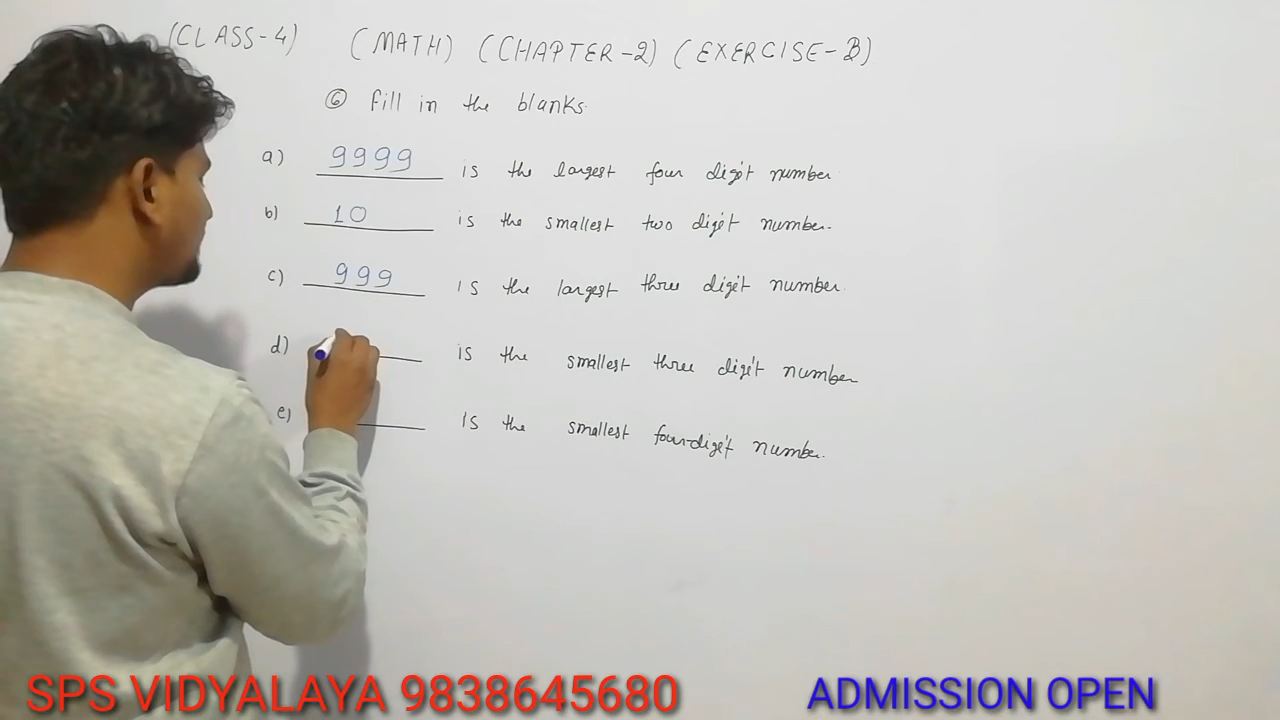 (CLASS-4) (MATH) (CHAPTER-2) (EXERCISE-B)
⑥ Fill in the blanks.
a) 9999 is the largest four digit number
b) 10 is the smallest two digit number.
c) 999 is the largest three digit number.
d) is the smallest three digit number
e) is the smallest four-digit number.
SPS VIDYALAYA 9838645680 ADMISSION OPEN